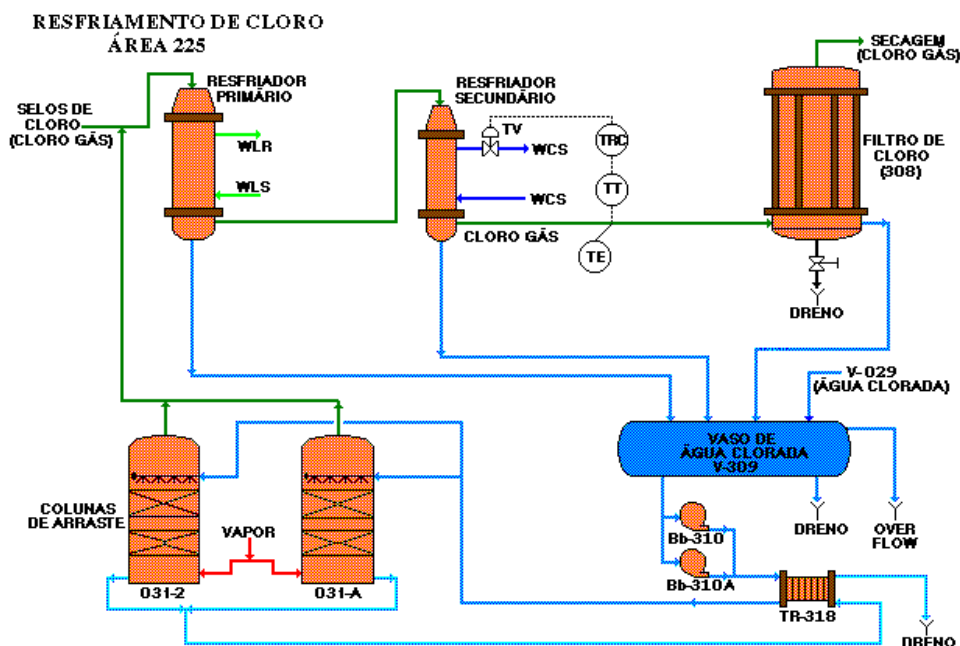 RESFRIAMENTO DE CLORO
ÁREA 225
SELOS DE
CLORO
(CLORO GÁS)
RESFRIADOR
PRIMÁRIO
WLR
WLS
RESFRIADOR
SECUNDÁRIO
TV
WCS
WCS
TRC
TT
TE
CLORO GÁS
SECAGEM
(CLORO GÁS)
FILTRO DE
CLORO
(308)
DRENO
V-029
(ÁGUA CLORADA)
VASO DE
ÁGUA CLORADA
V-309
COLUNAS
DE ARRASTE
VAPOR
031-2
031-A
Bb-310
Bb-310A
DRENO
OVER
FLOW
TR-318
DRENO